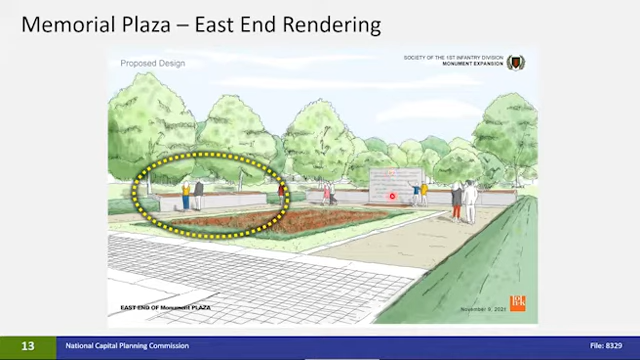 Memorial Plaza – East End Rendering
Proposed Design
SOCIETY OF THE 1ST INFANTRY DIVISION
MONUMENT EXPANSION
EAST END OF Monument PLAZA
November 9, 2021
13
National Capital Planning Commission
File: 8329